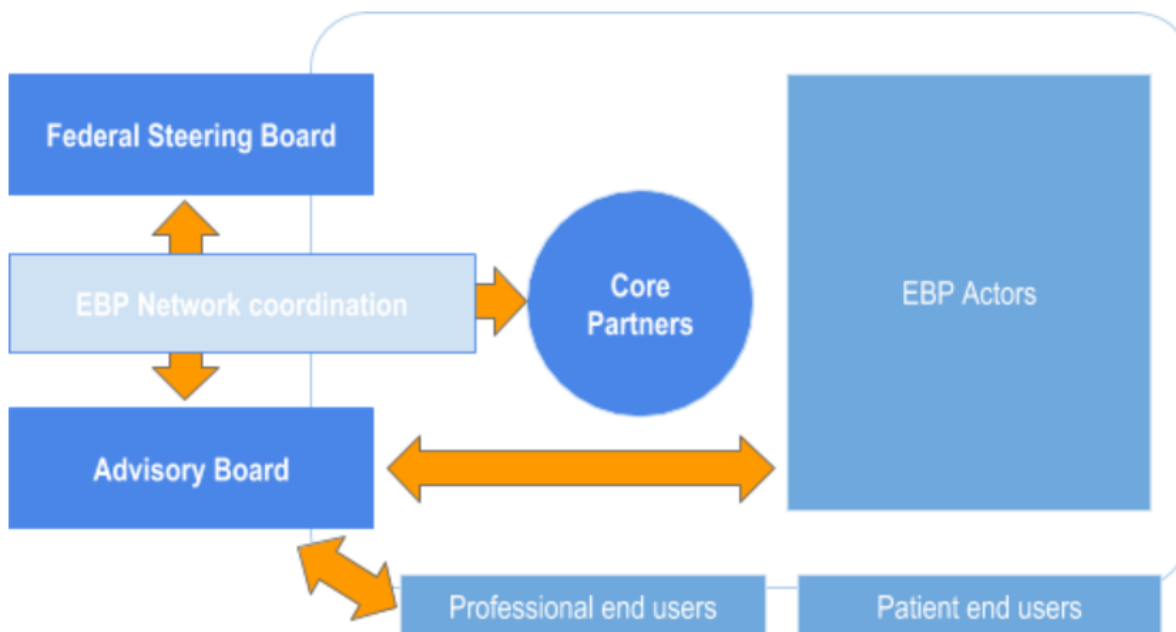 Federal Steering Board
EBP Network coordination
Core
Partners
EBP Actors
Advisory Board
Professional end users
Patient end users